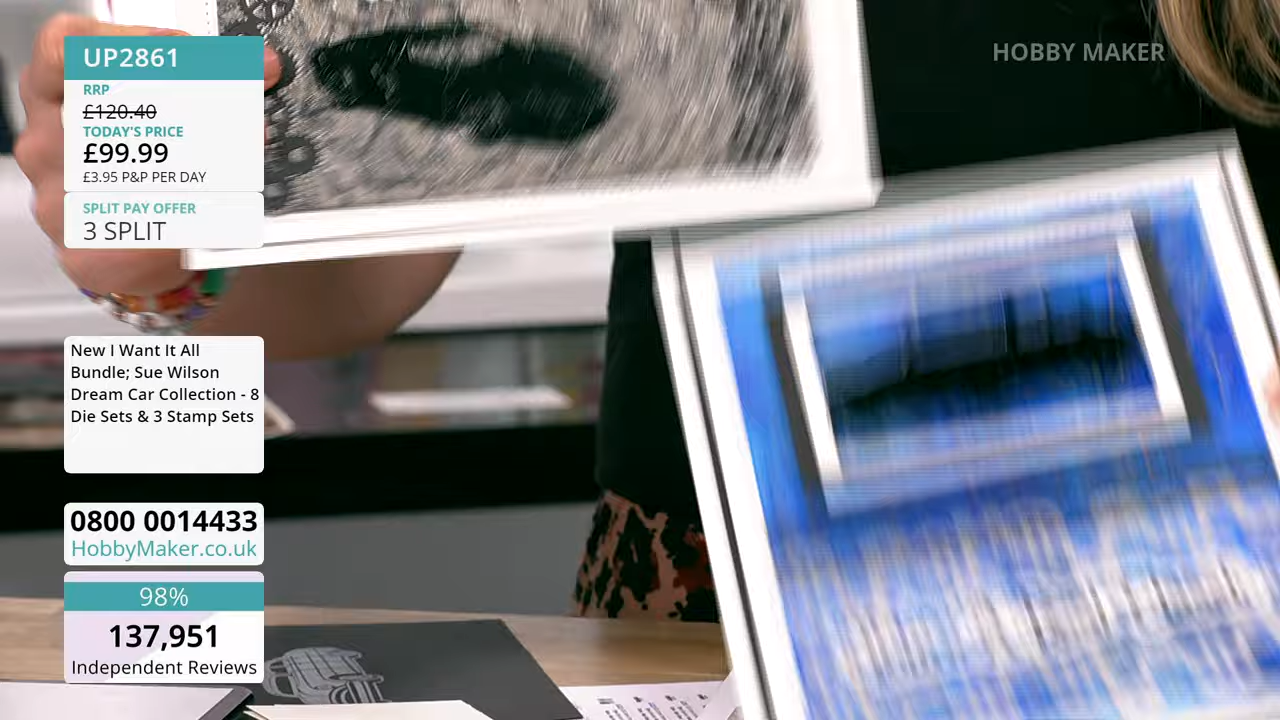 UP2861
RRP
£120.40
TODAY'S PRICE
£99.99
£3.95 P&P PER DAY
SPLIT PAY OFFER
3 SPLIT
HOBBY MAKER
New I Want It All
Bundle; Sue Wilson
Dream Car Collection - 8
Die Sets & 3 Stamp Sets
0800 0014433
HobbyMaker.co.uk
98%
137,951
Independent Reviews